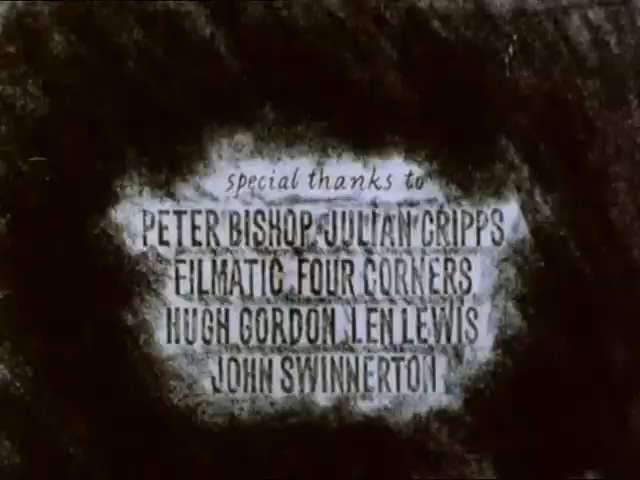 special thanks to
PETER BISHOP, JULIAN CRIPPS
FILMATIC, FOUR CORNERS
HUGH GORDON, LEN LEWIS
JOHN SWINNERTON